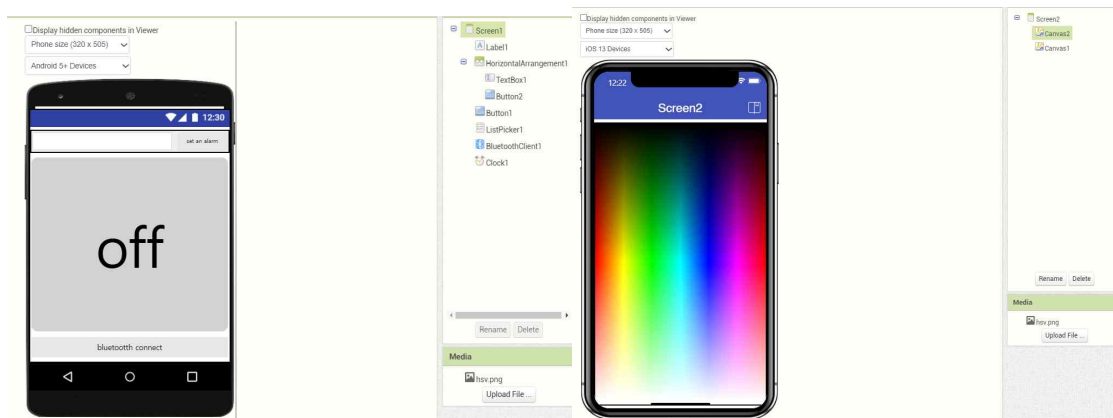 Display hidden components in Viewer
Phone size (320 x 505)
Android 5+ Devices
12:30
set an alarm
off
bluetootth connect
Screen1
Label1
HorizontalArrangement1
TextBox1
Button2
Button1
ListPicker1
BluetoothClient1
Clock1
Rename Delete
Media
hsv.png
Upload File ...
Display hidden components in Viewer
Phone size (320 x 505)
iOS 13 Devices
12:22
Screen2
Screen2
Canvas2
Canvas1
Rename Delete
Media
hsv.png
Upload File ...